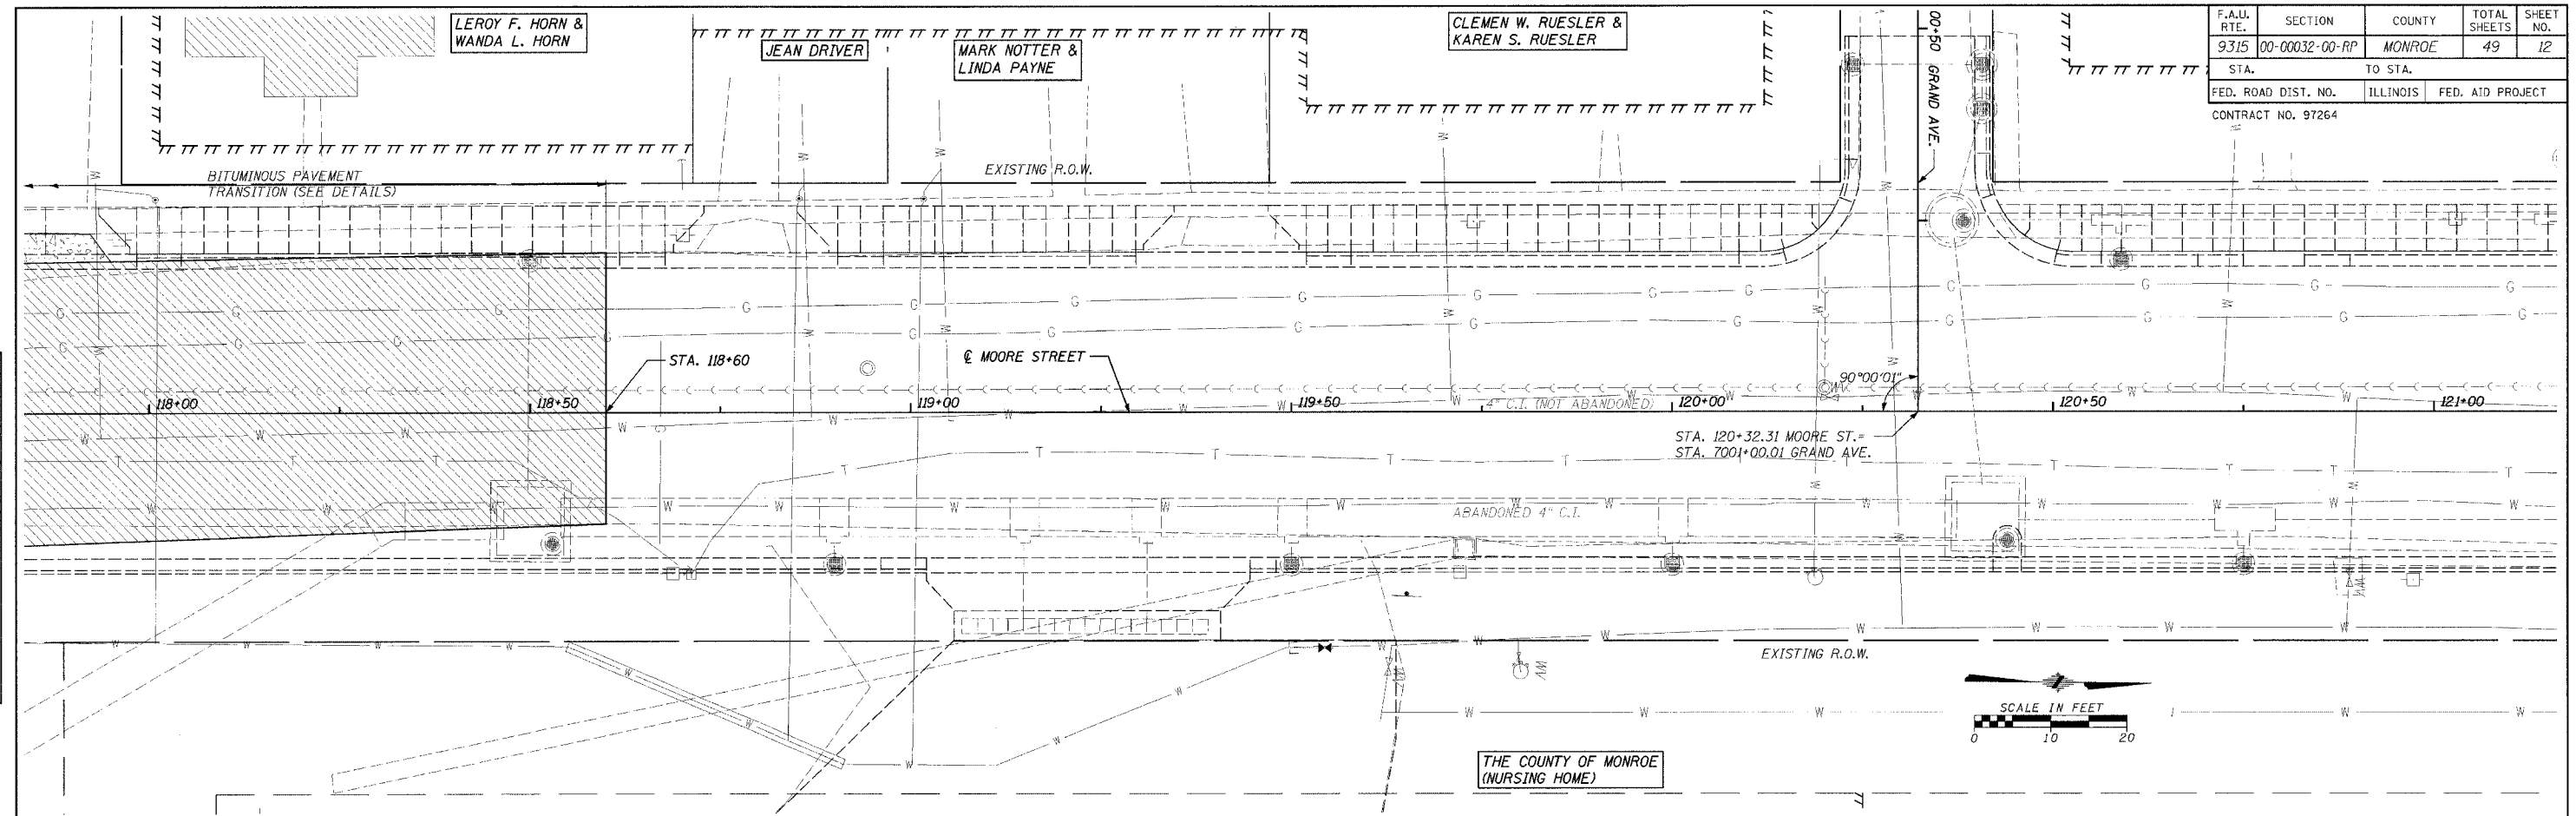 LEROY F. HORN &
WANDA L. HORN
JEAN DRIVER
MARK NOTTER &
LINDA PAYNE
CLEMEN W. RUESLER &
KAREN S. RUESLER
00+50 GRAND AVE.
F.A.U. RTE. SECTION COUNTY TOTAL SHEETS SHEET NO.
9315 00-00032-00-RP MONROE 49 12
STA. TO STA.
FED. ROAD DIST. NO. ILLINOIS FED. AID PROJECT
CONTRACT NO. 97264
BITUMINOUS PAVEMENT
TRANSITION (SEE DETAILS)
EXISTING R.O.W.
STA. 118+60
℄ MOORE STREET
90°00'01"
118+00 118+50 119+00 119+50 120+00 120+50 121+00
4" C.I. (NOT ABANDONED)
STA. 120+32.31 MOORE ST.=
STA. 7001+00.01 GRAND AVE.
ABANDONED 4" C.I.
EXISTING R.O.W.
SCALE IN FEET
0 10 20
THE COUNTY OF MONROE
(NURSING HOME)